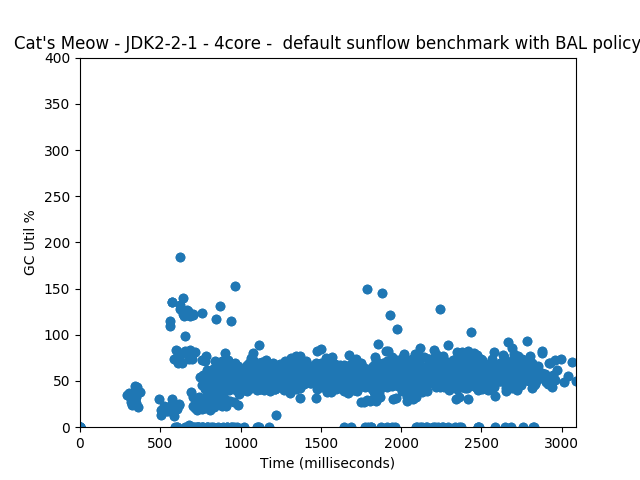 Cat's Meow - JDK2-2-1 - 4core -  default sunflow benchmark with BAL policy
400
350
300
250
200
150
100
50
0
GC Util %
0 500 1000 1500 2000 2500 3000
Time (milliseconds)